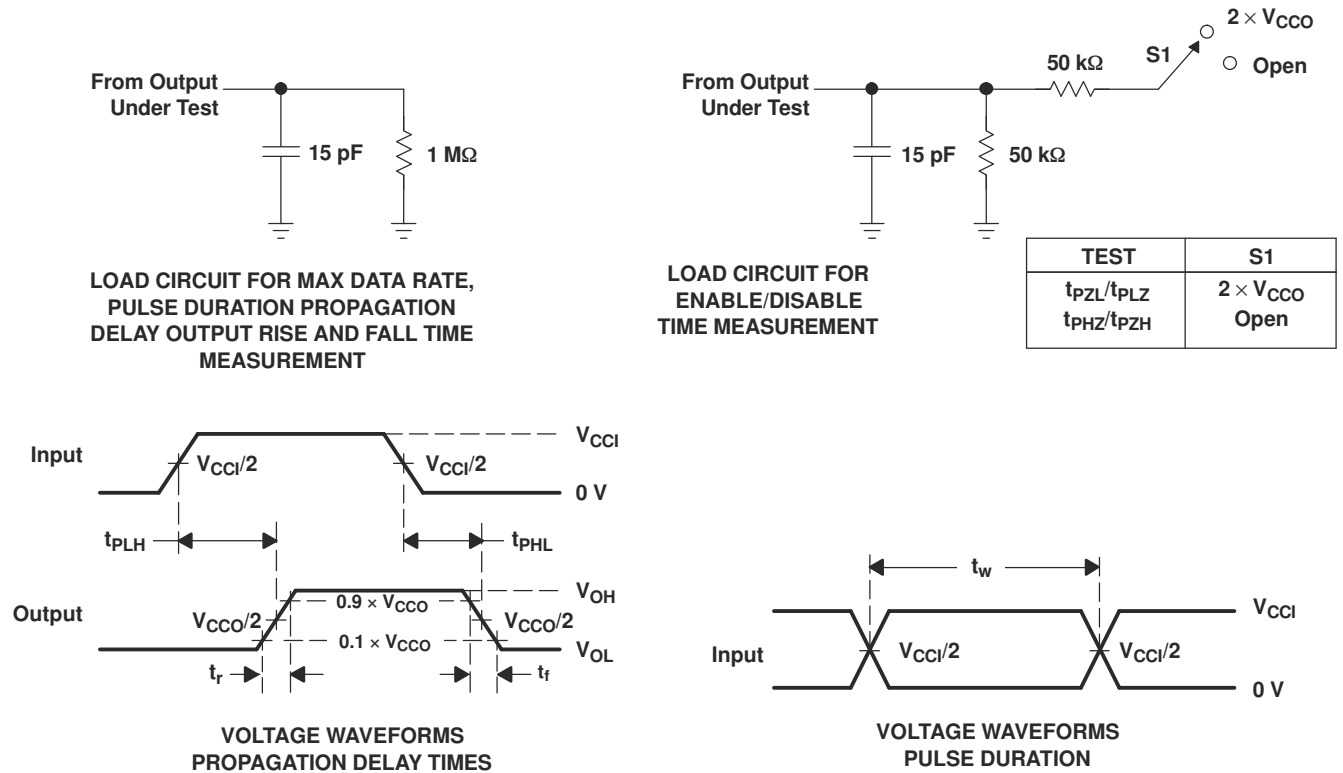 From Output
Under Test
15 pF
1 MΩ
LOAD CIRCUIT FOR MAX DATA RATE,
PULSE DURATION PROPAGATION
DELAY OUTPUT RISE AND FALL TIME
MEASUREMENT
From Output
Under Test
15 pF
50 kΩ
50 kΩ
S1
2 × VCCO
Open
LOAD CIRCUIT FOR
ENABLE/DISABLE
TIME MEASUREMENT
TEST S1
tPZL/tPLZ 2 × VCCO
tPHZ/tPZH Open
Input
VCCI/2
VCCI/2
VCCI
0 V
tPLH
tPHL
Output
VCCO/2
0.9 × VCCO
0.1 × VCCO
VCCO/2
VOH
VOL
tr
tf
VOLTAGE WAVEFORMS
PROPAGATION DELAY TIMES
tw
Input
VCCI/2
VCCI/2
VCCI
0 V
VOLTAGE WAVEFORMS
PULSE DURATION